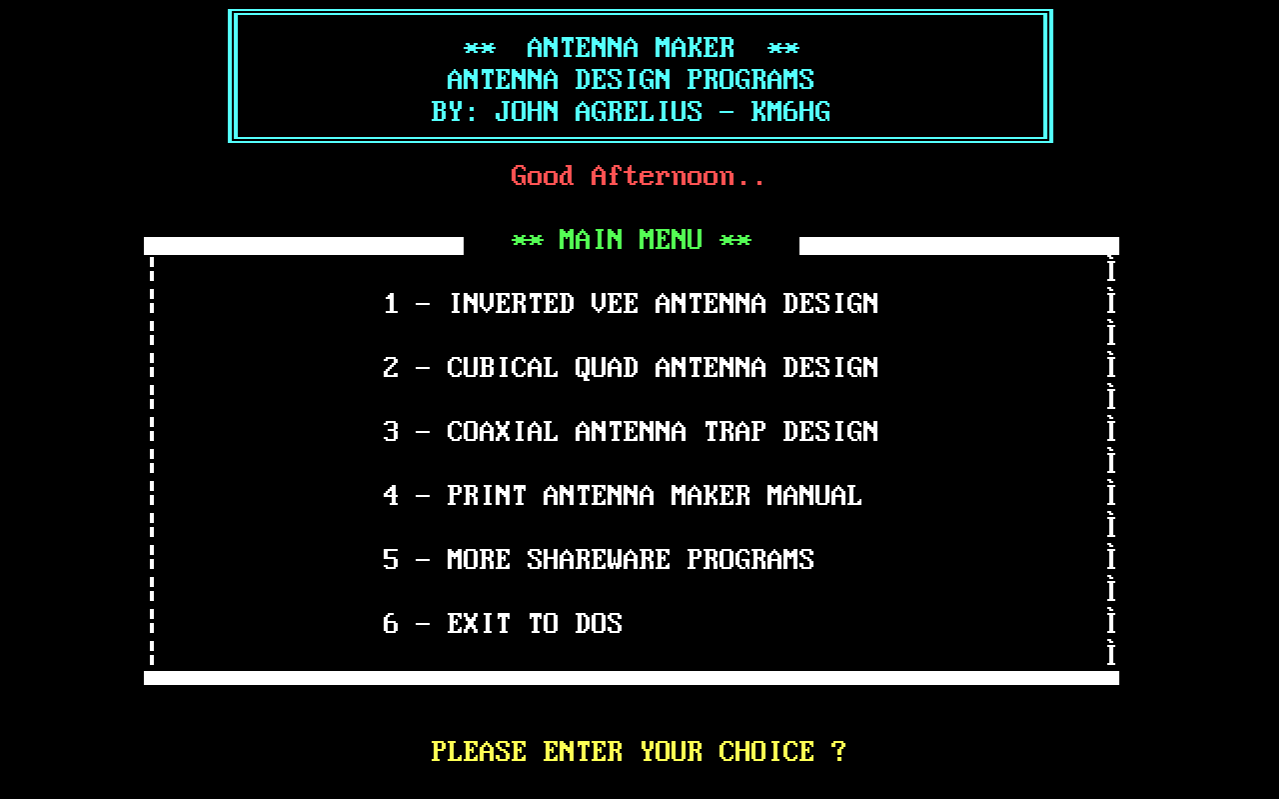 ** ANTENNA MAKER **
ANTENNA DESIGN PROGRAMS
BY: JOHN AGRELIUS - KM6HG
Good Afternoon..
** MAIN MENU **
1 - INVERTED VEE ANTENNA DESIGN
2 - CUBICAL QUAD ANTENNA DESIGN
3 - COAXIAL ANTENNA TRAP DESIGN
4 - PRINT ANTENNA MAKER MANUAL
5 - MORE SHAREWARE PROGRAMS
6 - EXIT TO DOS
PLEASE ENTER YOUR CHOICE ?